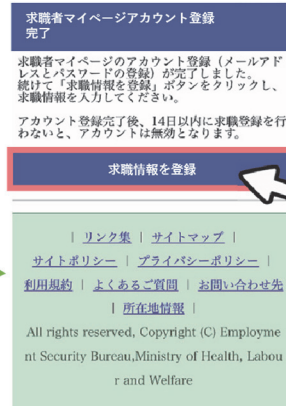 求職者マイページアカウント登録
完了
求職者マイページのアカウント登録（メールアド
レスとパスワードの登録）が完了しました。
続けて「求職情報を登録」ボタンをクリックし、
求職情報を入力してください。
アカウント登録完了後、14日以内に求職登録を行
わないと、アカウントは無効となります。
求職情報を登録
| リンク集 | サイトマップ |
サイトポリシー | プライバシーポリシー |
利用規約 | よくあるご質問 | お問い合わせ先
| 所在地情報 |
All rights reserved, Copyright (C) Employme
nt Security Bureau,Ministry of Health, Labou
r and Welfare